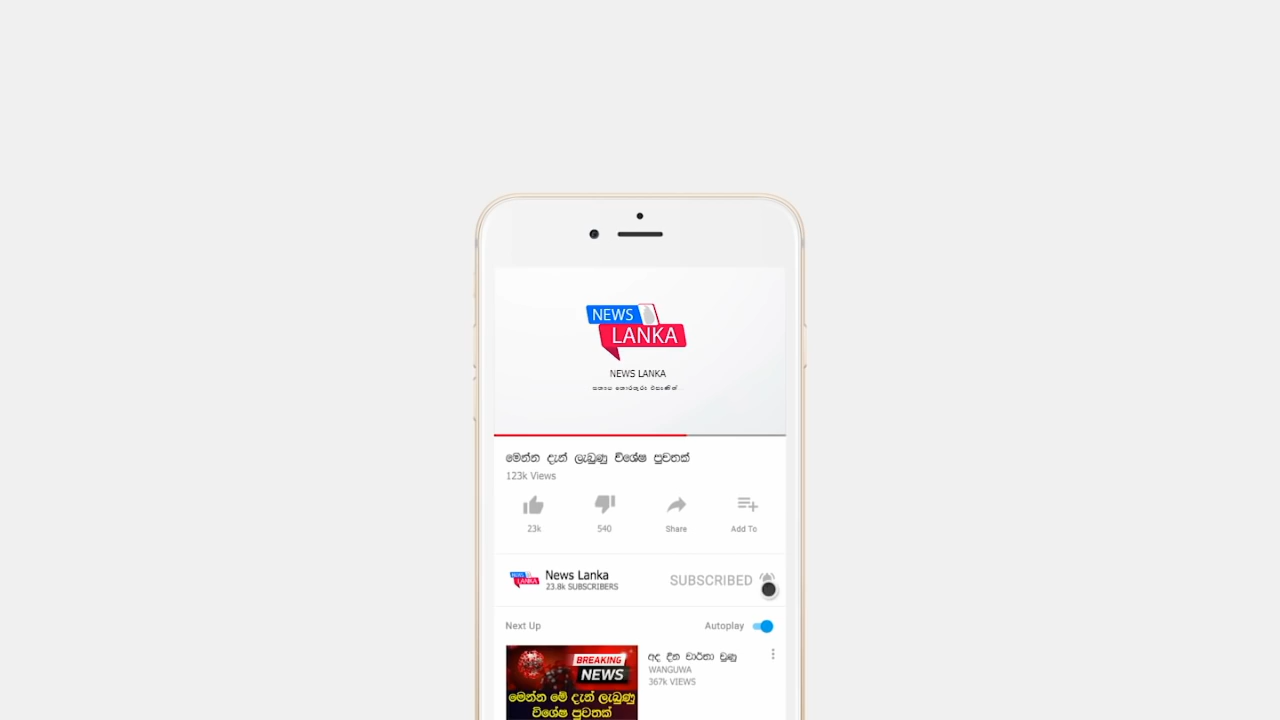 NEWS
LANKA
NEWS LANKA
මෙන්න දැන් ලැබුණු විශේෂ පුවතක්
123k Views
23k
540
Share
Add To
News Lanka
23.8k SUBSCRIBERS
SUBSCRIBED
Next Up
Autoplay
BREAKING
NEWS
මෙන්න මේ දැන් ලැබුණු
විශේෂ පුවතක්
අද දින වාර්තා වුණු
WANGUWA
367k VIEWS